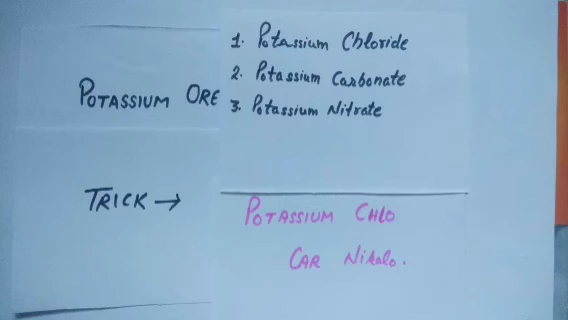 POTASSIUM ORE
1. Potassium Chloride
2. Potassium Carbonate
3. Potassium Nitrate
TRICK →
POTASSIUM CHLO
CAR Nikalo.